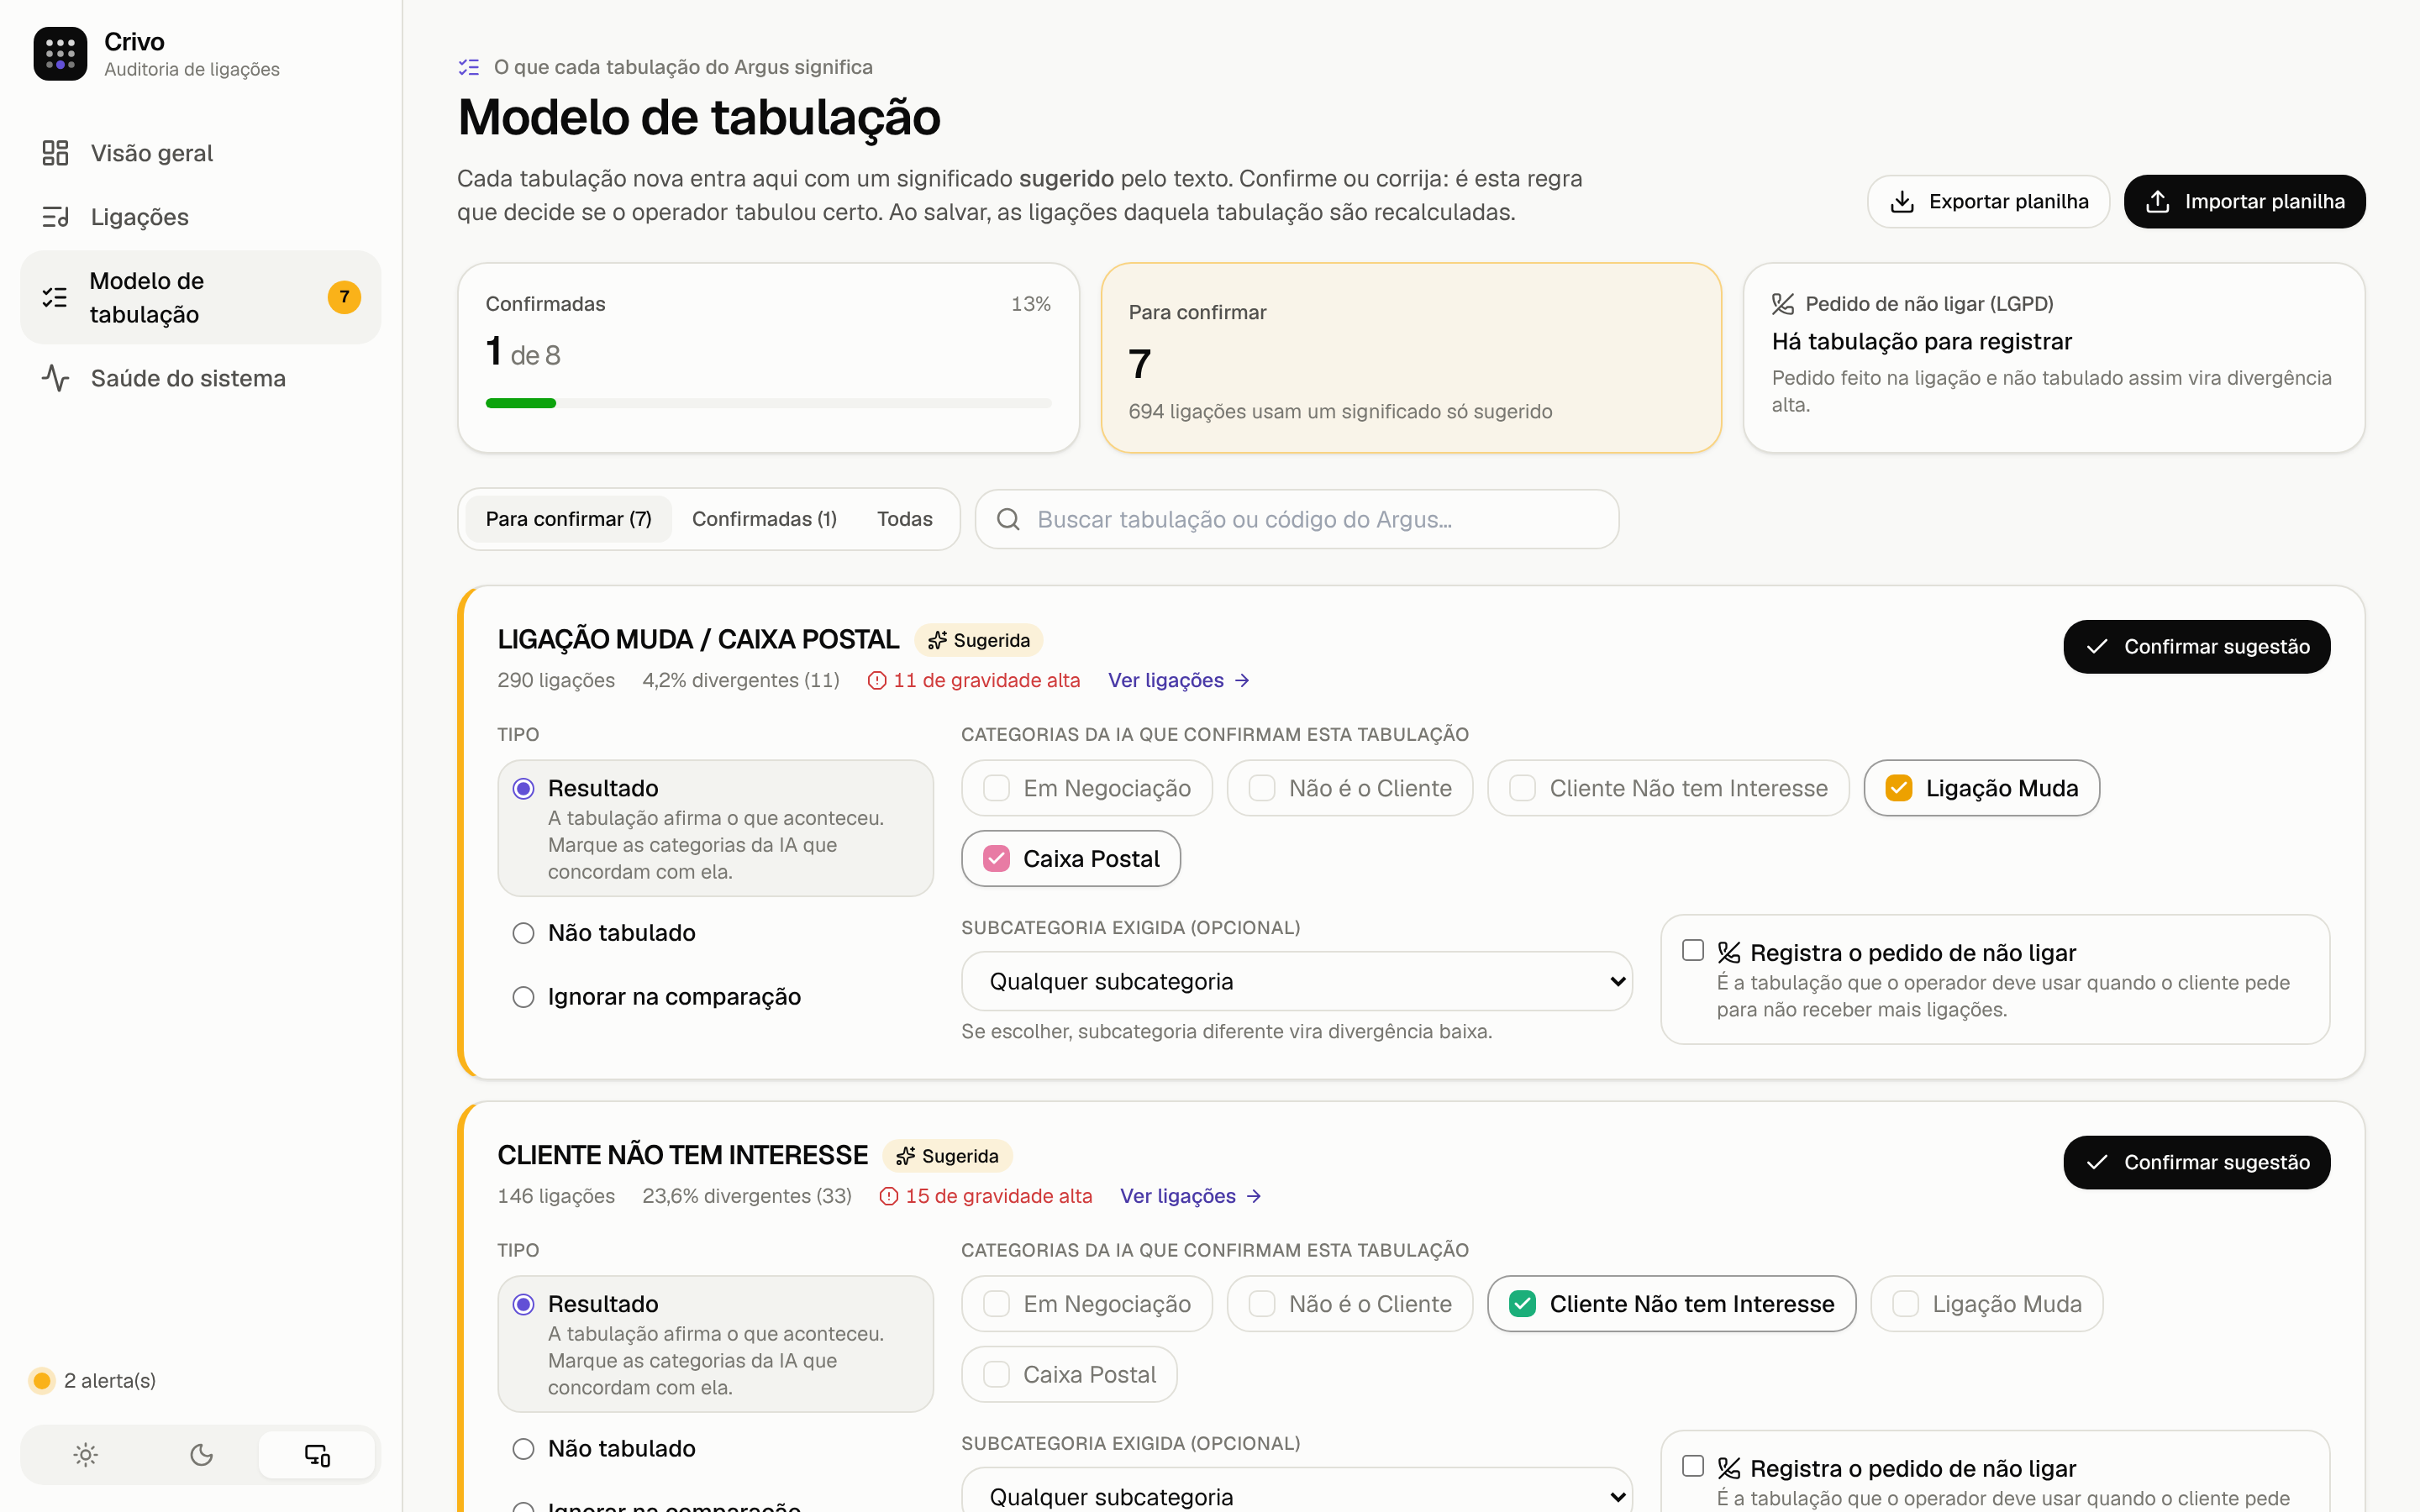 Crivo
Auditoria de ligações
Visão geral
Ligações
Modelo de
tabulação
7
Saúde do sistema
2 alerta(s)
O que cada tabulação do Argus significa
Modelo de tabulação
Cada tabulação nova entra aqui com um significado sugerido pelo texto. Confirme ou corrija: é esta regra
que decide se o operador tabulou certo. Ao salvar, as ligações daquela tabulação são recalculadas.
Exportar planilha
Importar planilha
Confirmadas
13%
1 de 8
Para confirmar
7
694 ligações usam um significado só sugerido
Pedido de não ligar (LGPD)
Há tabulação para registrar
Pedido feito na ligação e não tabulado assim vira divergência
alta.
Para confirmar (7)
Confirmadas (1)
Todas
Buscar tabulação ou código do Argus...
LIGAÇÃO MUDA / CAIXA POSTAL
Sugerida
Confirmar sugestão
290 ligações
4,2% divergentes (11)
11 de gravidade alta
Ver ligações
TIPO
Resultado
A tabulação afirma o que aconteceu.
Marque as categorias da IA que
concordam com ela.
Não tabulado
Ignorar na comparação
CATEGORIAS DA IA QUE CONFIRMAM ESTA TABULAÇÃO
Em Negociação
Não é o Cliente
Cliente Não tem Interesse
Ligação Muda
Caixa Postal
SUBCATEGORIA EXIGIDA (OPCIONAL)
Qualquer subcategoria
Se escolher, subcategoria diferente vira divergência baixa.
Registra o pedido de não ligar
É a tabulação que o operador deve usar quando o cliente pede
para não receber mais ligações.
CLIENTE NÃO TEM INTERESSE
Sugerida
Confirmar sugestão
146 ligações
23,6% divergentes (33)
15 de gravidade alta
Ver ligações
TIPO
Resultado
A tabulação afirma o que aconteceu.
Marque as categorias da IA que
concordam com ela.
Não tabulado
Ignorar na comparação
CATEGORIAS DA IA QUE CONFIRMAM ESTA TABULAÇÃO
Em Negociação
Não é o Cliente
Cliente Não tem Interesse
Ligação Muda
Caixa Postal
SUBCATEGORIA EXIGIDA (OPCIONAL)
Qualquer subcategoria
Registra o pedido de não ligar
É a tabulação que o operador deve usar quando o cliente pede